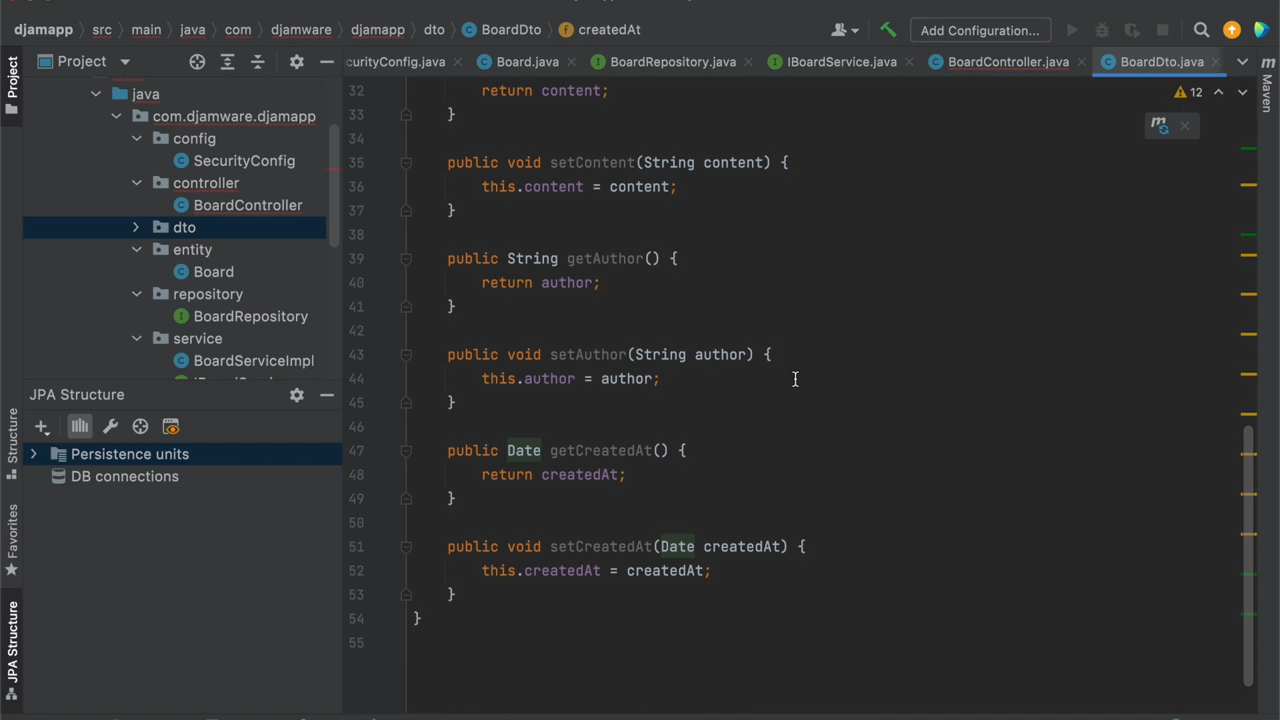 djamapp src main java com djamware djamapp dto BoardDto createdAt
Add Configuration...
Project
curityConfig.java Board.java BoardRepository.java IBoardService.java BoardController.java BoardDto.java
Project
Maven
java
com.djamware.djamapp
config
SecurityConfig
controller
BoardController
dto
entity
Board
repository
BoardRepository
service
BoardServiceImpl
12
32 return content;
33 }
34
35 public void setContent(String content) {
36 this.content = content;
37 }
38
39 public String getAuthor() {
40 return author;
41 }
42
43 public void setAuthor(String author) {
44 this.author = author;
45 }
46
47 public Date getCreatedAt() {
48 return createdAt;
49 }
50
51 public void setCreatedAt(Date createdAt) {
52 this.createdAt = createdAt;
53 }
54 }
55
JPA Structure
Persistence units
DB connections
Structure
Favorites
JPA Structure